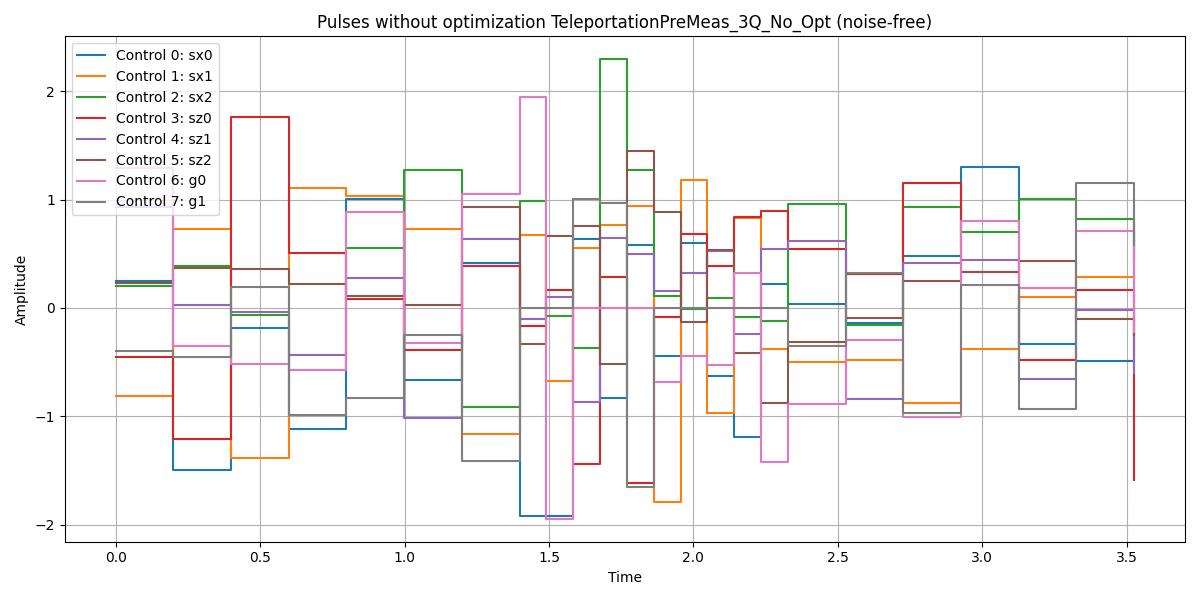 Pulses without optimization TeleportationPreMeas_3Q_No_Opt (noise-free)
Control 0: sx0
Control 1: sx1
Control 2: sx2
Control 3: sz0
Control 4: sz1
Control 5: sz2
Control 6: g0
Control 7: g1
Amplitude
2
1
0
−1
−2
0.0 0.5 1.0 1.5 2.0 2.5 3.0 3.5
Time